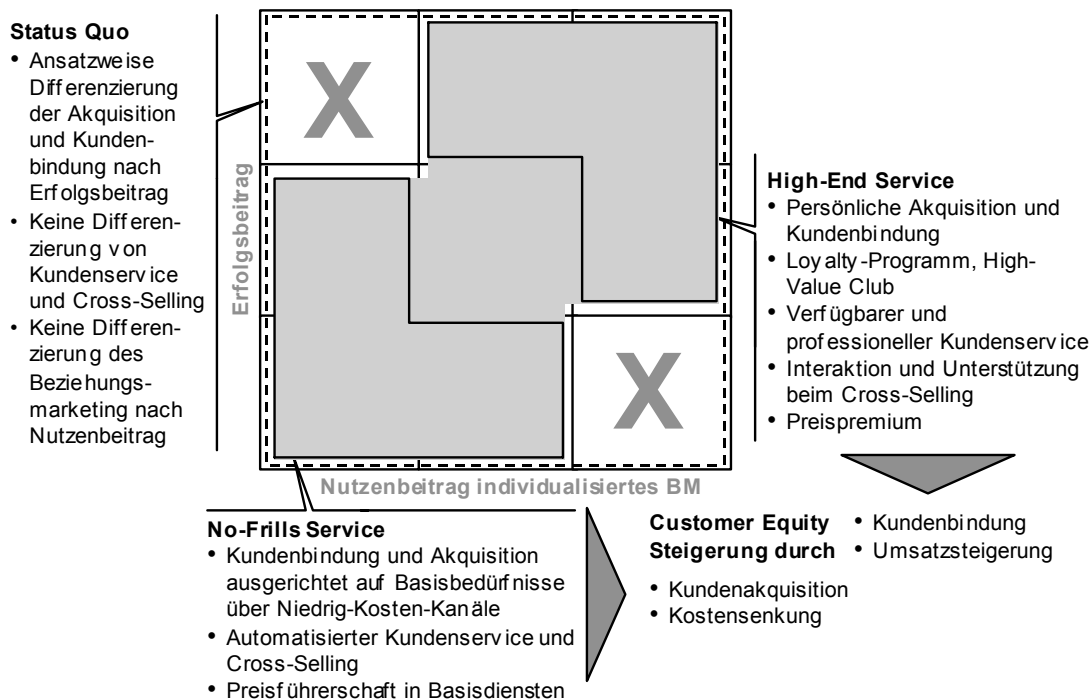 Status Quo
• Ansatzweise
Differenzierung
der Akquisition
und Kunden-
bindung nach
Erfolgsbeitrag
• Keine Differen-
zierung von
Kundenservice
und Cross-Selling
• Keine Differen-
zierung des
Beziehungs-
marketing nach
Nutzenbeitrag
X
Erfolgsbeitrag
X
Nutzenbeitrag individualisiertes BM
High-End Service
• Persönliche Akquisition und
Kundenbindung
• Loyalty-Programm, High-
Value Club
• Verfügbarer und
professioneller Kundenservice
• Interaktion und Unterstützung
beim Cross-Selling
• Preispremium
No-Frills Service
• Kundenbindung und Akquisition
ausgerichtet auf Basisbedürfnisse
über Niedrig-Kosten-Kanäle
• Automatisierter Kundenservice und
Cross-Selling
• Preisführerschaft in Basisdiensten
Customer Equity
Steigerung durch
• Kundenbindung
• Umsatzsteigerung
• Kundenakquisition
• Kostensenkung